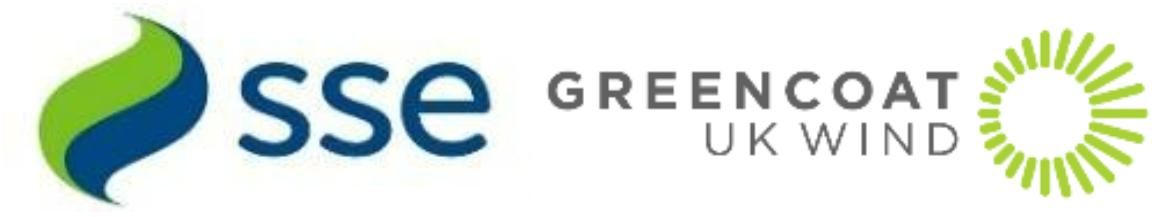 sse
GREENCOAT
UK WIND